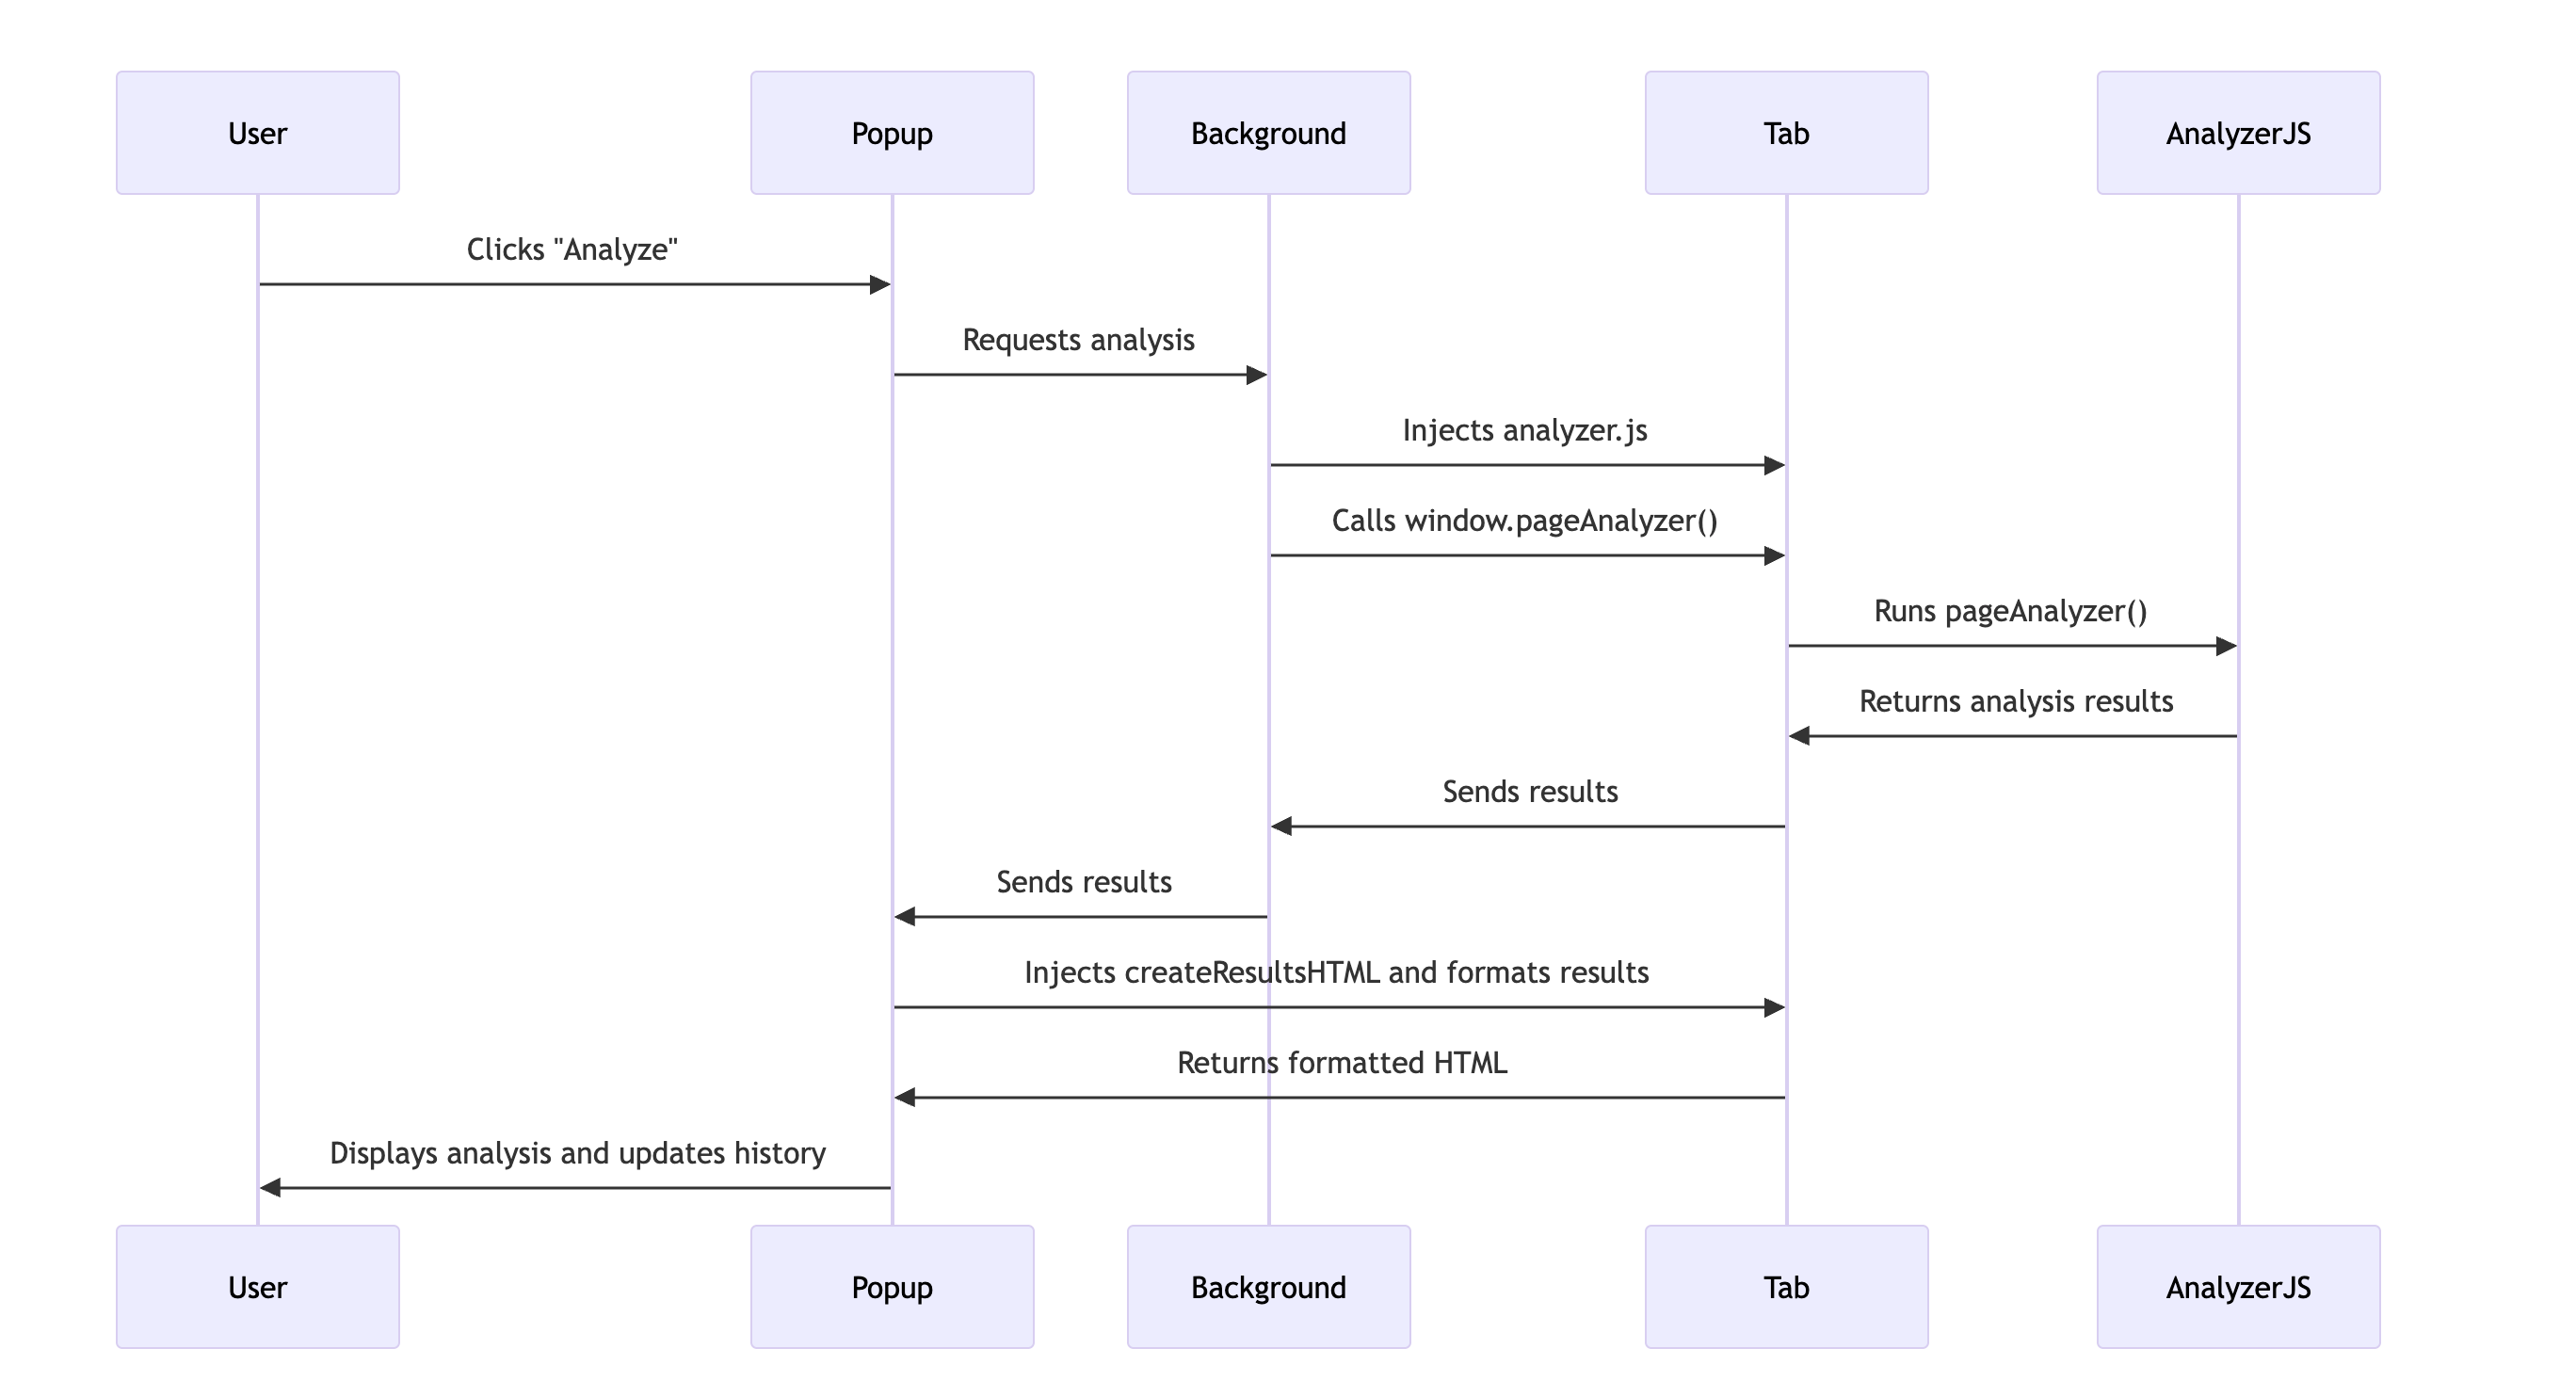 User
Popup
Background
Tab
AnalyzerJS
Clicks "Analyze"
Requests analysis
Injects analyzer.js
Calls window.pageAnalyzer()
Runs pageAnalyzer()
Returns analysis results
Sends results
Sends results
Injects createResultsHTML and formats results
Returns formatted HTML
Displays analysis and updates history
User
Popup
Background
Tab
AnalyzerJS